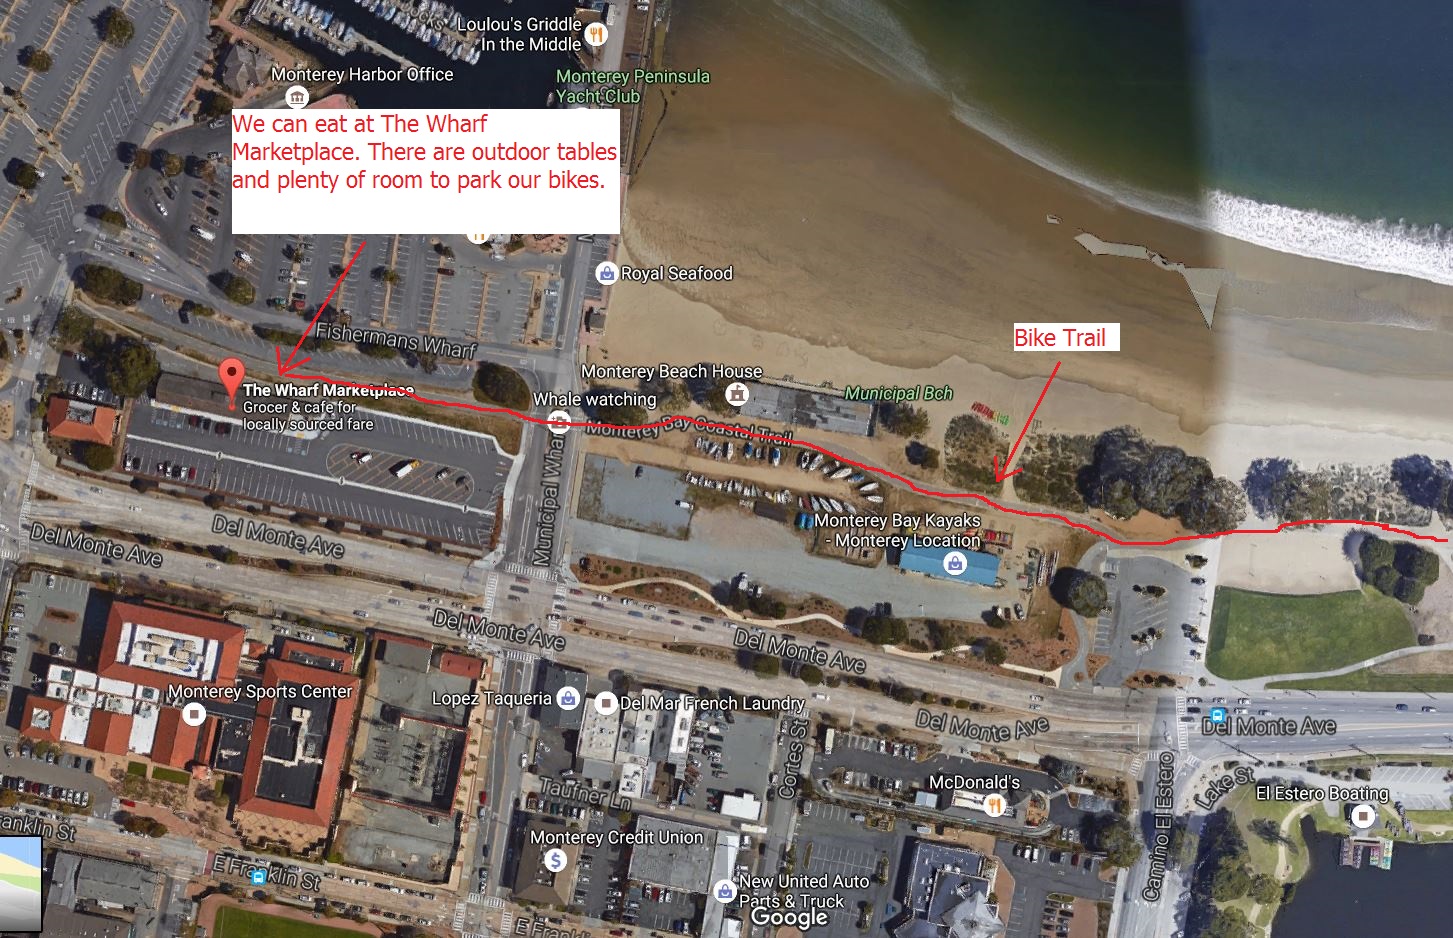 Loulou's Griddle
In the Middle
Monterey Harbor Office
Monterey Peninsula
Yacht Club
We can eat at The Wharf
Marketplace. There are outdoor tables
and plenty of room to park our bikes.
Royal Seafood
Fishermans Wharf
Bike Trail
Monterey Beach House
Municipal Bch
The Wharf Marketplace
Grocer & cafe for
locally sourced fare
Whale watching
Monterey Bay Coastal Trail
Municipal Wharf
Monterey Bay Kayaks
- Monterey Location
Del Monte Ave
Del Monte Ave
Del Monte Ave
Del Monte Ave
Monterey Sports Center
Lopez Taqueria
Del Mar French Laundry
Del Monte Ave
Del Monte Ave
Cortes St
Taufner Ln
McDonald's
Camino El Estero
Lake St
El Estero Boating
Franklin St
Monterey Credit Union
$
E Franklin St
New United Auto
Parts & Truck
Google
E Franklin